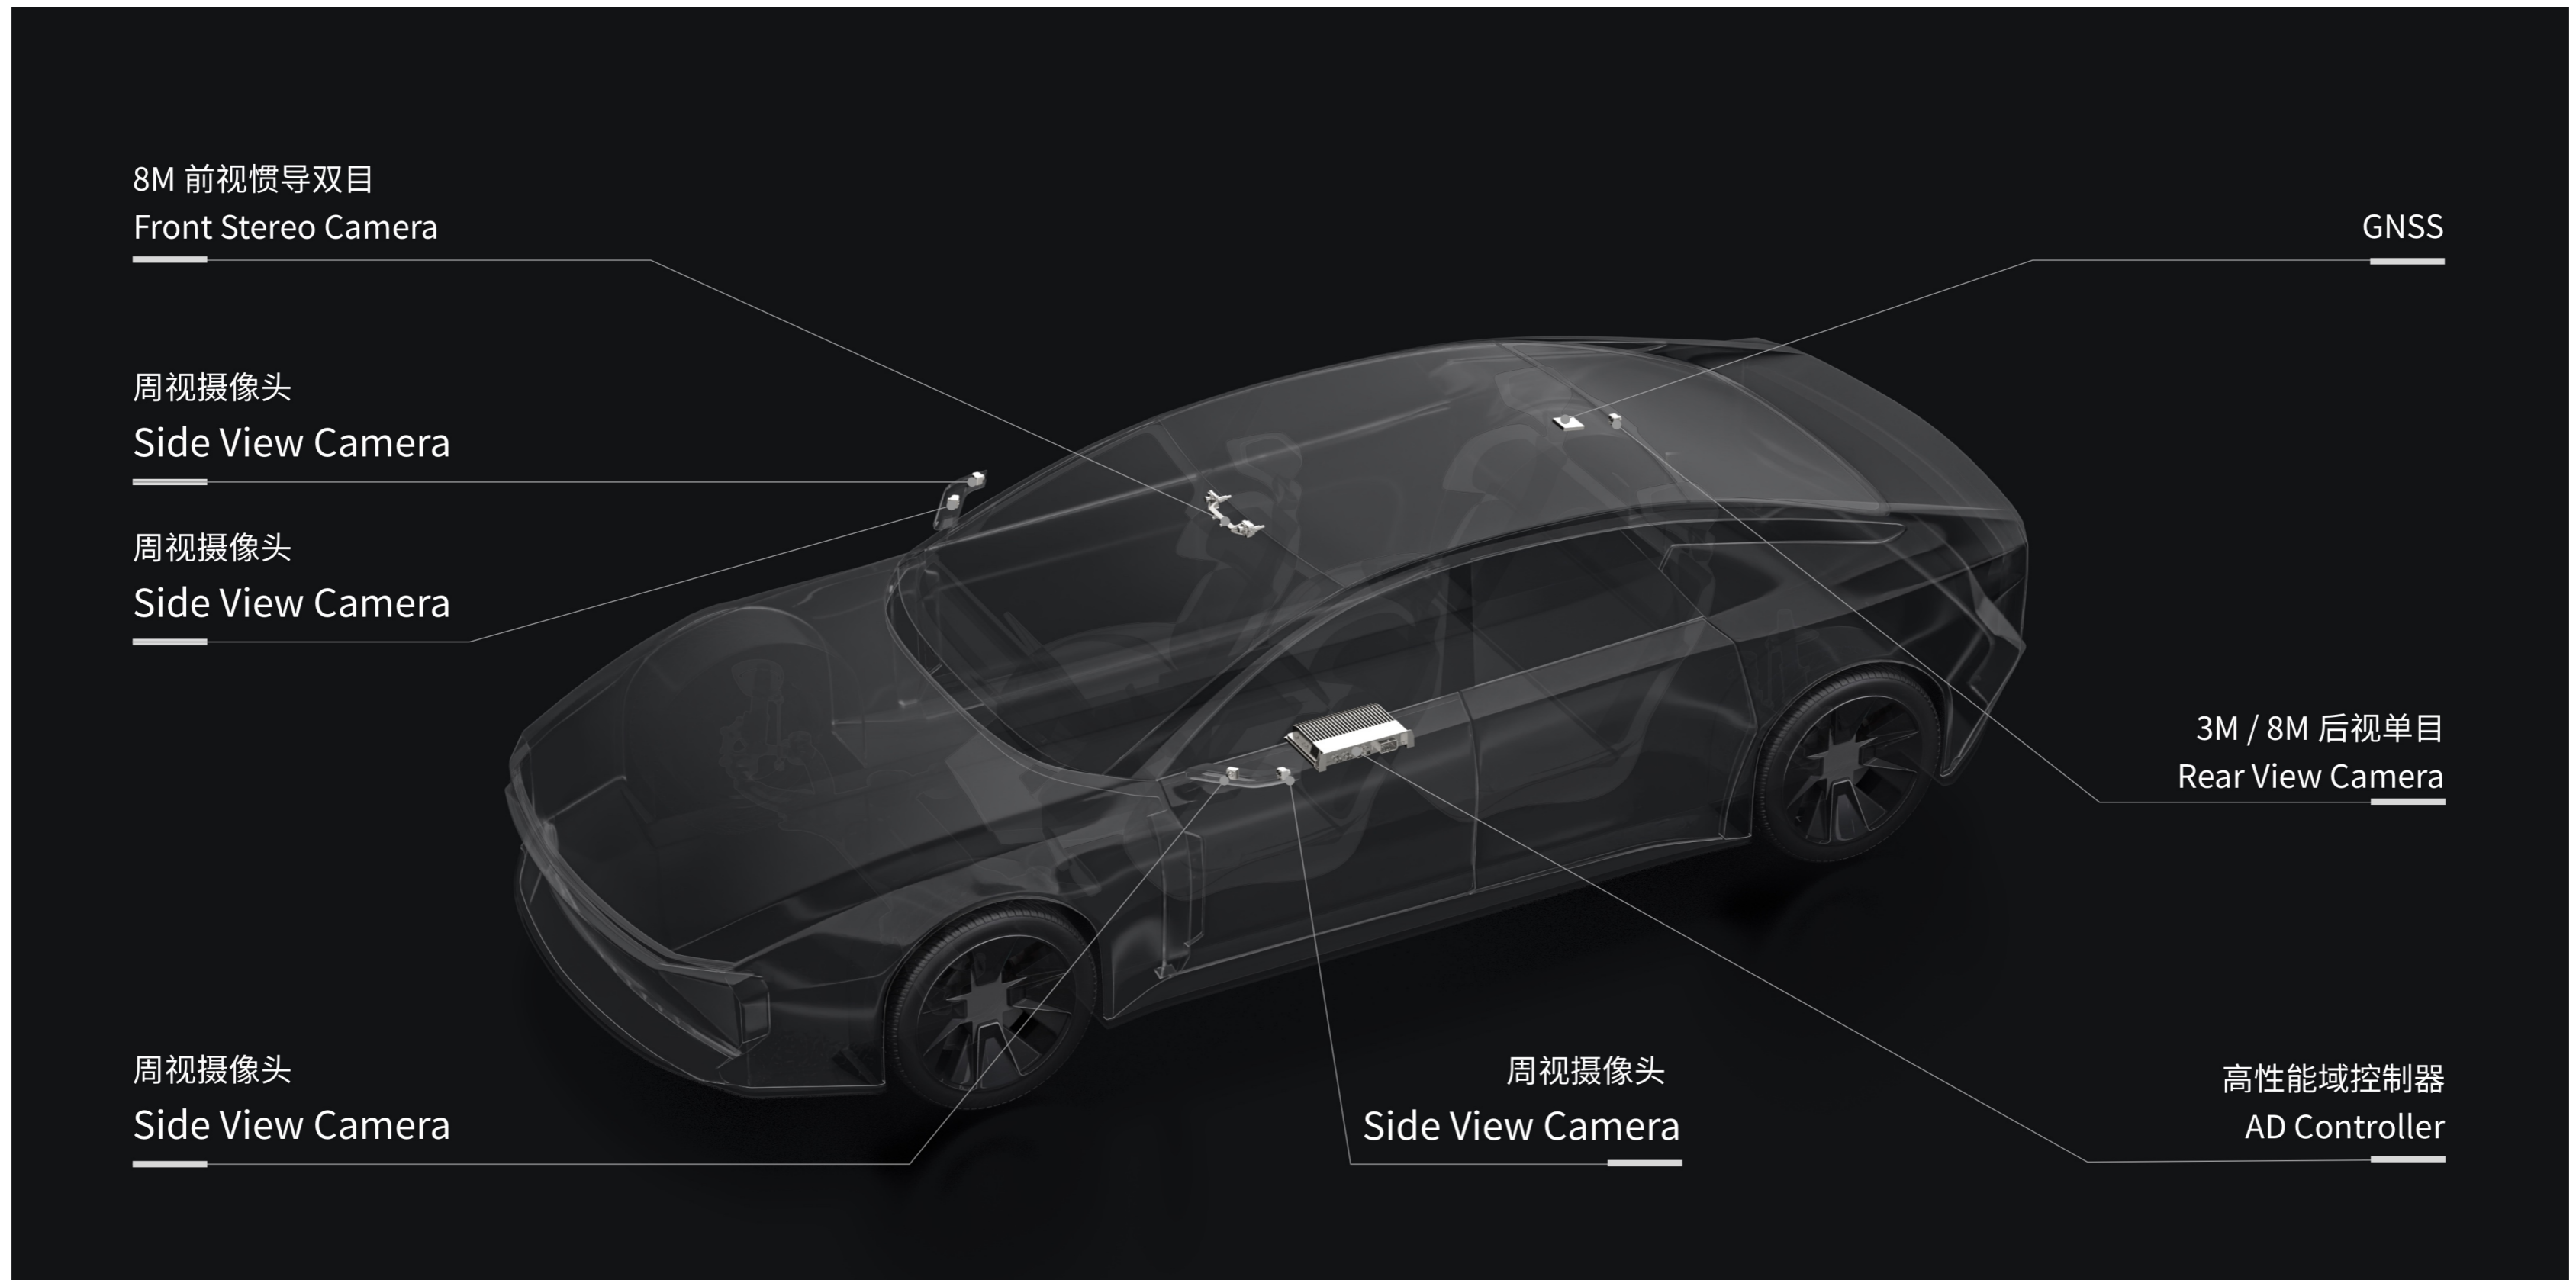 8M 前视惯导双目
Front Stereo Camera
GNSS
周视摄像头
Side View Camera
周视摄像头
Side View Camera
3M / 8M 后视单目
Rear View Camera
周视摄像头
Side View Camera
周视摄像头
Side View Camera
高性能域控制器
AD Controller